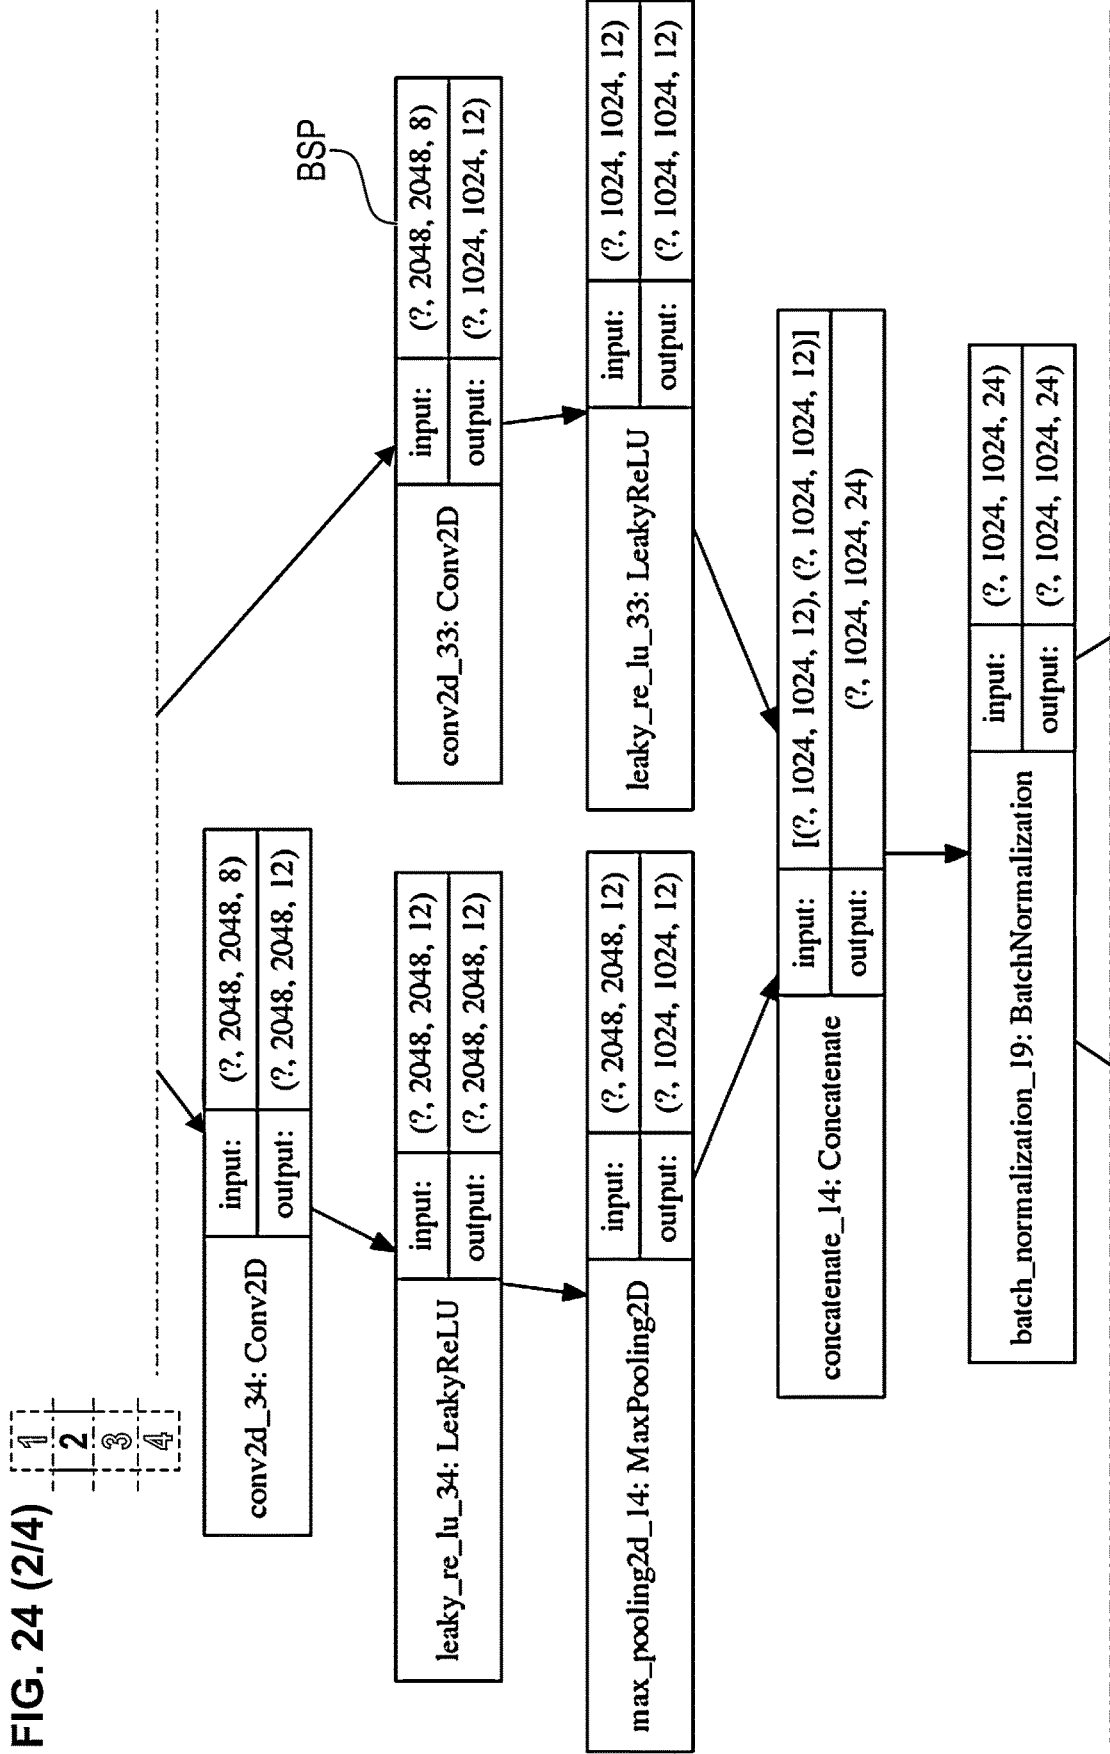 FIG. 24 (2/4)
1
2
3
4
conv2d_34: Conv2D
input:
(?, 2048, 2048, 8)
output:
(?, 2048, 2048, 12)
BSP
leaky_re_lu_34: LeakyReLU
input:
(?, 2048, 2048, 12)
output:
(?, 2048, 2048, 12)
conv2d_33: Conv2D
input:
(?, 2048, 2048, 8)
output:
(?, 1024, 1024, 12)
max_pooling2d_14: MaxPooling2D
input:
(?, 2048, 2048, 12)
output:
(?, 1024, 1024, 12)
leaky_re_lu_33: LeakyReLU
input:
(?, 1024, 1024, 12)
output:
(?, 1024, 1024, 12)
concatenate_14: Concatenate
input:
[(?, 1024, 1024, 12), (?, 1024, 1024, 12)]
output:
(?, 1024, 1024, 24)
batch_normalization_19: BatchNormalization
input:
(?, 1024, 1024, 24)
output:
(?, 1024, 1024, 24)